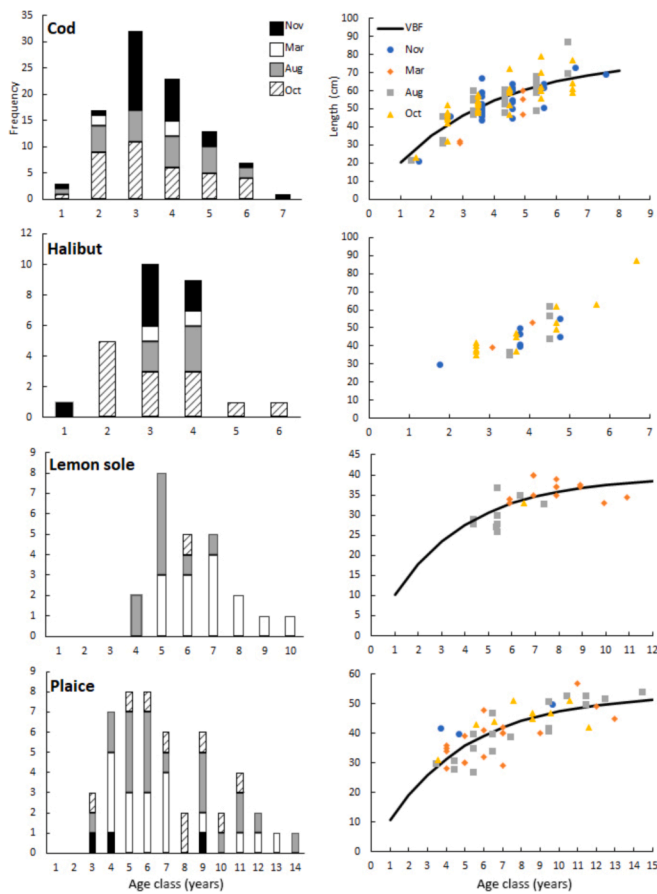 Cod
Nov
Mar
Aug
Oct
Frequency
35
30
25
20
15
10
5
0
1 2 3 4 5 6 7
VBF
Nov
Mar
Aug
Oct
Length (cm)
100
90
80
70
60
50
40
30
20
10
0
0 1 2 3 4 5 6 7 8 9
Halibut
12
10
8
6
4
2
0
1 2 3 4 5 6
100
90
80
70
60
50
40
30
20
10
0
0 1 2 3 4 5 6 7
Lemon sole
9
8
7
6
5
4
3
2
1
0
1 2 3 4 5 6 7 8 9 10
45
40
35
30
25
20
15
10
5
0
0 1 2 3 4 5 6 7 8 9 10 11 12
Plaice
9
8
7
6
5
4
3
2
1
0
1 2 3 4 5 6 7 8 9 10 11 12 13 14
Age class (years)
60
50
40
30
20
10
0
0 1 2 3 4 5 6 7 8 9 10 11 12 13 14 15
Age class (years)